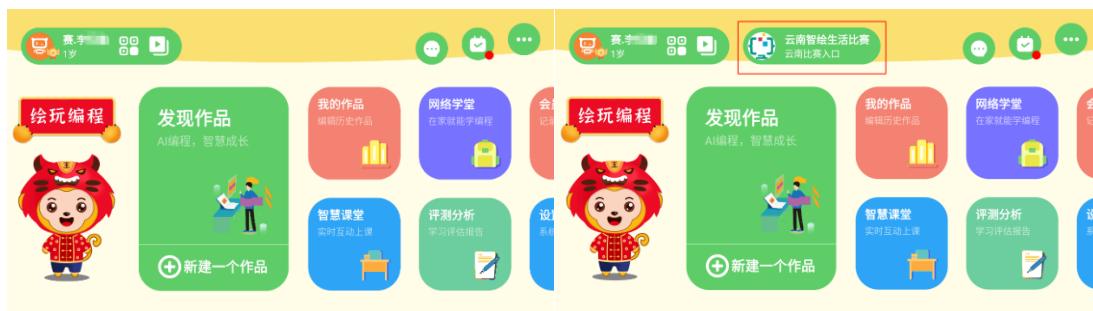 赛.李
1岁
绘玩编程
发现作品
AI编程，智慧成长
新建一个作品
我的作品
编辑历史作品
网络学堂
在家就能学编程
智慧课堂
实时互动上课
评测分析
学习评估报告
赛.李
1岁
云南智绘生活比赛
云南比赛入口
绘玩编程
发现作品
AI编程，智慧成长
新建一个作品
我的作品
编辑历史作品
网络学堂
在家就能学编程
智慧课堂
实时互动上课
评测分析
学习评估报告